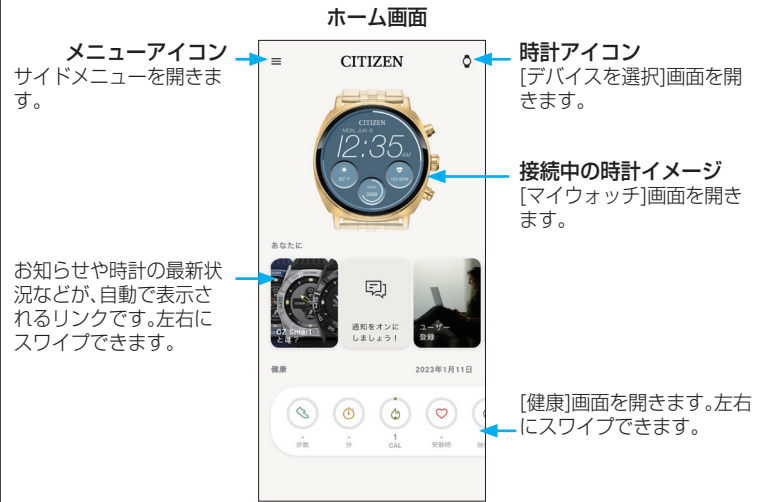 ホーム画面
メニューアイコン
サイドメニューを開きま
す。
CITIZEN
時計アイコン
[デバイスを選択]画面を開
きます。
CITIZEN
MON, JUN 15
12:35 AM
100 BPM
接続中の時計イメージ
[マイウォッチ]画面を開き
ます。
あなたに
お知らせや時計の最新状
況などが、自動で表示さ
れるリンクです。左右に
スワイプできます。
CZ Smart
とは？
通知をオンに
しましょう！
ユーザー
登録
健康
2023年1月11日
[健康]画面を開きます。左右
にスワイプできます。
- - 1 -
歩数 分 CAL 安静時 時